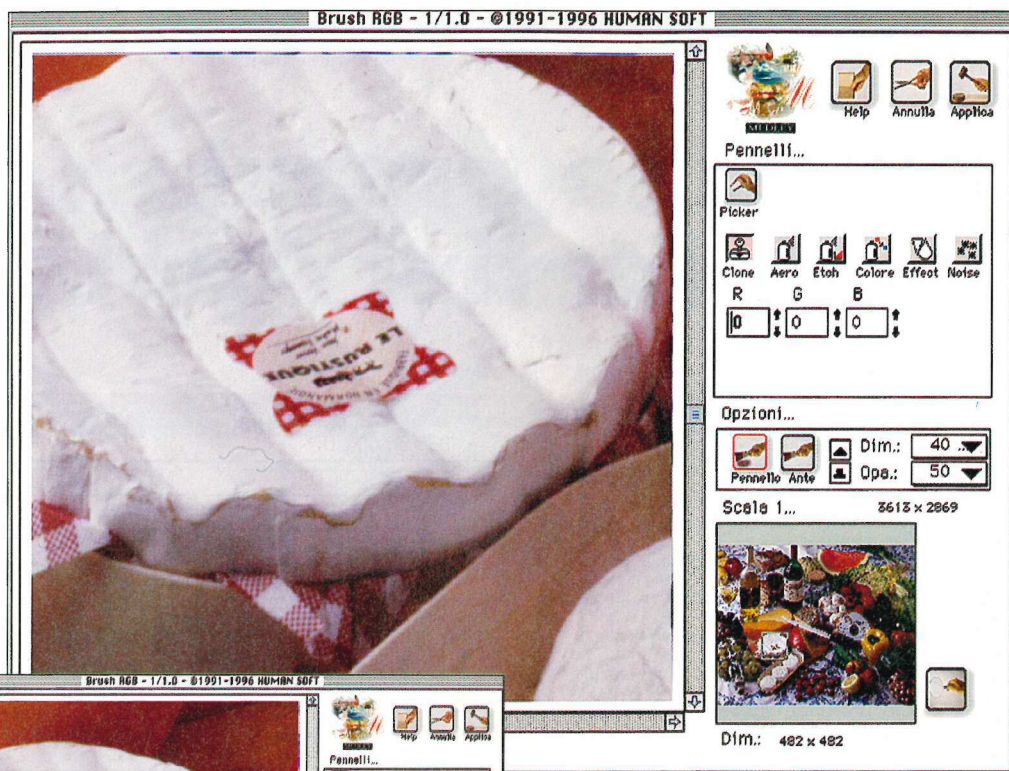 Brush RGB - 1/1.0 - ©1991-1996 HUMAN SOFT
MEDLEY
Help Annulla Applica
Pennelli...
Picker
Clone Aero Etch Colore Effect Noise
R G B
0 0 0
Opzioni...
Pennello Ante
Dim.: 40 ..
Opa.: 50
Scala 1... 3613 x 2869
Dim.: 482 x 482
LE RUSTIQUE
Brush RGB - 1/1.0 - ©1991-1996 HUMAN SOFT
MEDLEY
Help Annulla Applica
Pennelli...